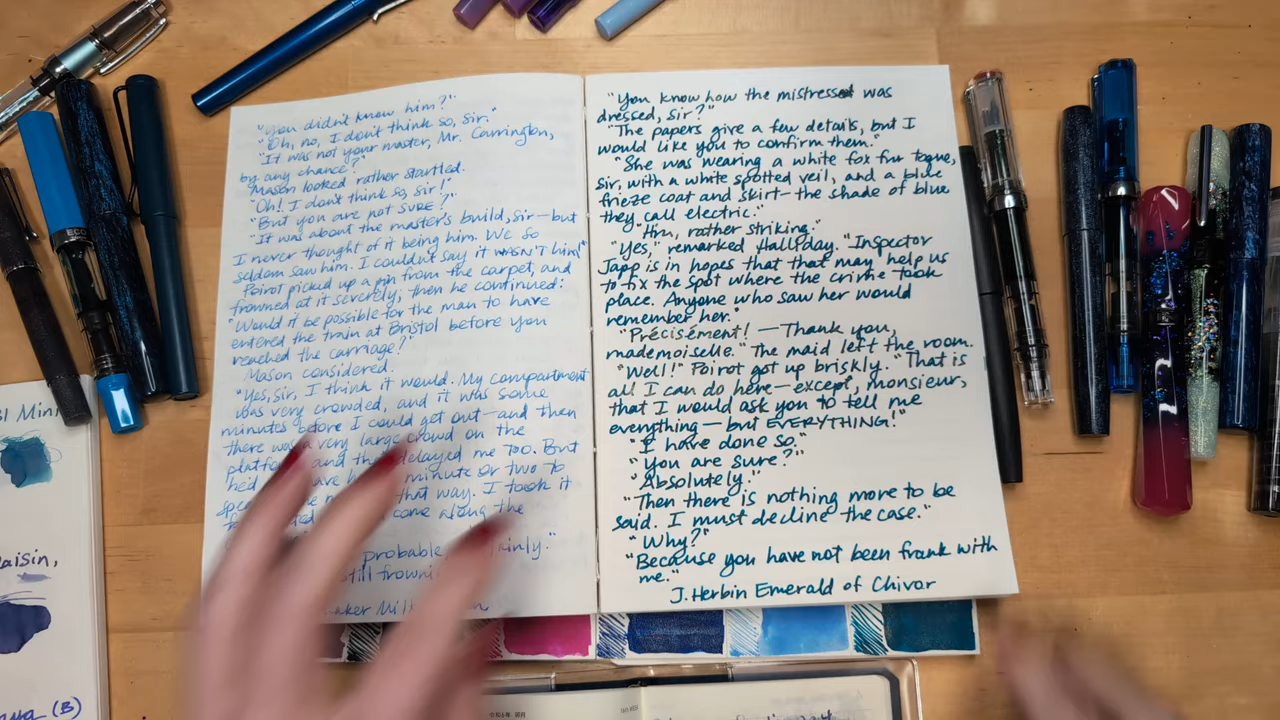 "You didn't know him?"
"Oh, no, I don't think so, sir."
"It was not your master, Mr. Carrington,
by any chance?"
Mason looked rather startled.
"Oh! I don't think so, Sir!"
"But you are not SURE?"
"It was about the master's build, sir—but
I never thought of it being him. We so
seldom saw him. I couldn't say it WASN'T him!"
Poirot picked up a pin from the carpet, and
frowned at it severely; then he continued:
"Would it be possible for the man to have
entered the train at Bristol before you
reached the carriage?"
Mason considered.
"Yes, sir, I think it would. My compartment
was very crowded, and it was some
minutes before I could get out—and then
there was a very large crowd on the
and delayed me too. But
minute or two to
that way. I took it
come along the
probable
still
"You know how the mistress was
dressed, sir?"
"The papers give a few details, but I
would like you to confirm them."
"She was wearing a white fox fur toque,
sir, with a white spotted veil, and a blue
frieze coat and skirt—the shade of blue
they call electric."
"Hm, rather striking."
"Yes," remarked Halliday. "Inspector
Japp is in hopes that that may help us
to fix the spot where the crime took
place. Anyone who saw her would
remember her."
"Précisément! —Thank you,
mademoiselle." The maid left the room.
"Well!" Poirot got up briskly. "That is
all I can do here—except, monsieur,
that I would ask you to tell me
everything—but EVERYTHING!"
"I have done so."
"You are sure?"
"Absolutely."
"Then there is nothing more to be
said. I must decline the case."
"Why?"
"Because you have not been frank with
me."
J. Herbin Emerald of Chivor
ECO
Mini
aisin,
(B)